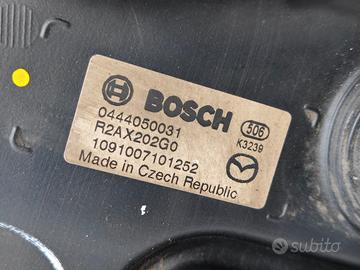 BOSCH
0444050031
R2AX202G0
1091007101252
Made in Czech Republic
506
K3239
subito